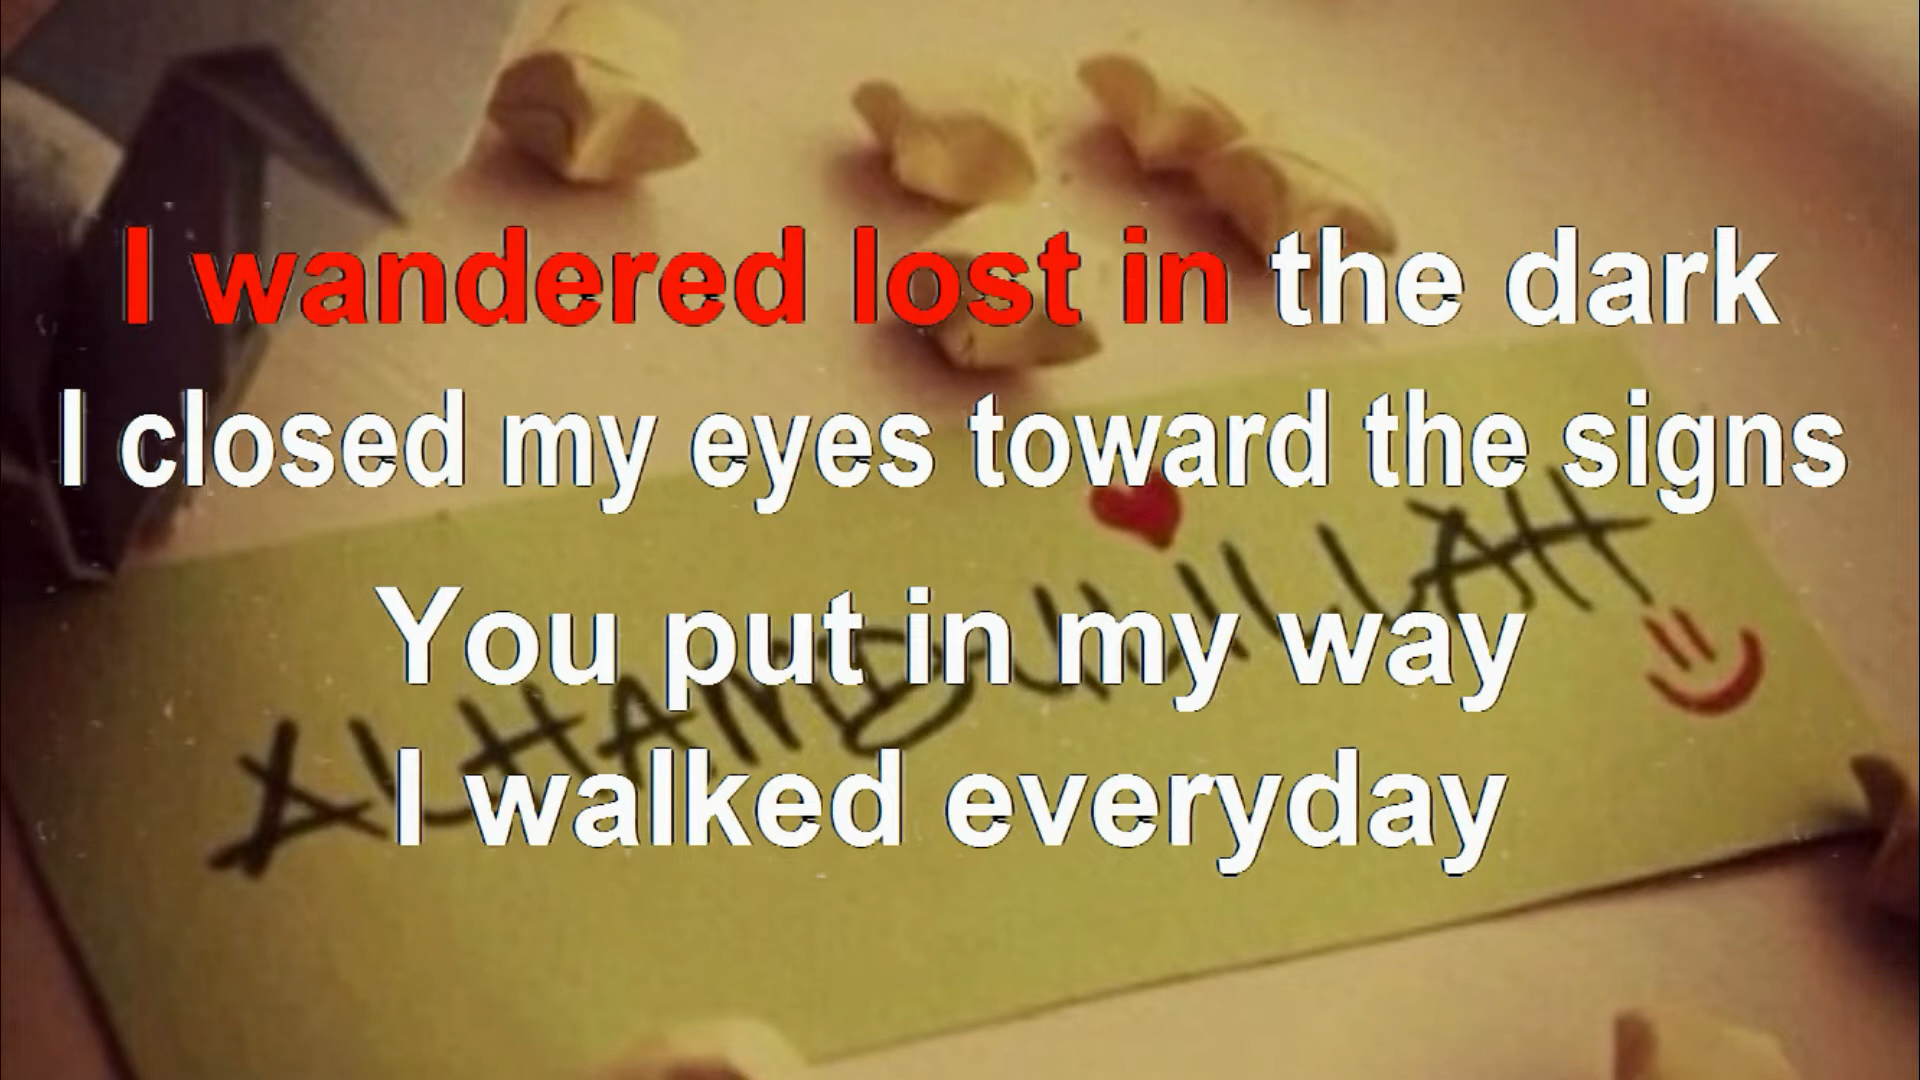 I wandered lost in the dark
I closed my eyes toward the signs
You put in my way
I walked everyday
ALHAMDULILLAH